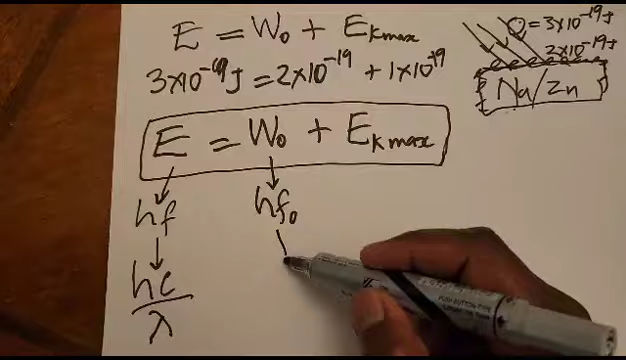 E = W₀ + Eₖₘₐₓ
3×10⁻¹⁹J = 2×10⁻¹⁹ + 1×10⁻¹⁹
= 3×10⁻¹⁹J
2×10⁻¹⁹J
Na/Zn
E = W₀ + Eₖₘₐₓ
hf hf₀
hc
λ